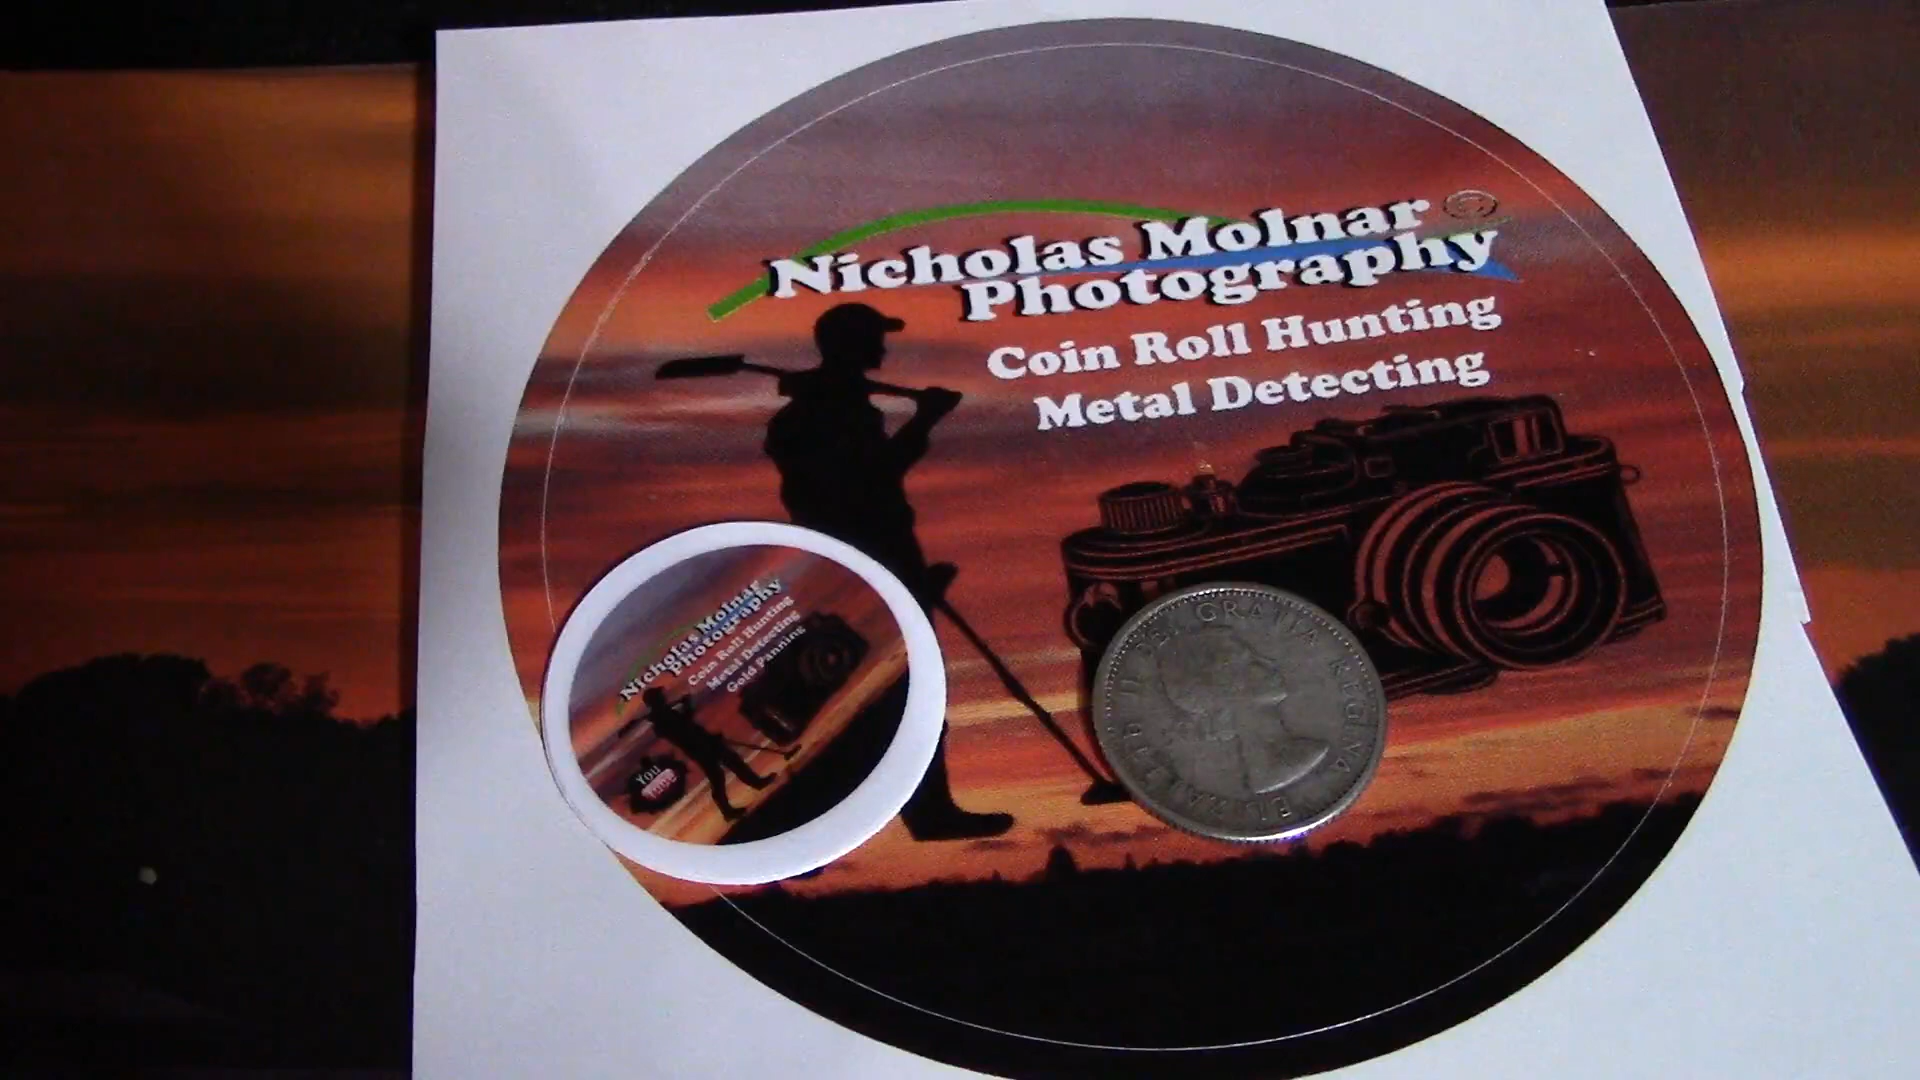 Nicholas Molnar
Photography
Coin Roll Hunting
Metal Detecting
Nicholas Molnar
Photography
Coin Roll Hunting
Metal Detecting
Gold Panning
You
Tube
ELIZABETH II DEI GRATIA REGINA